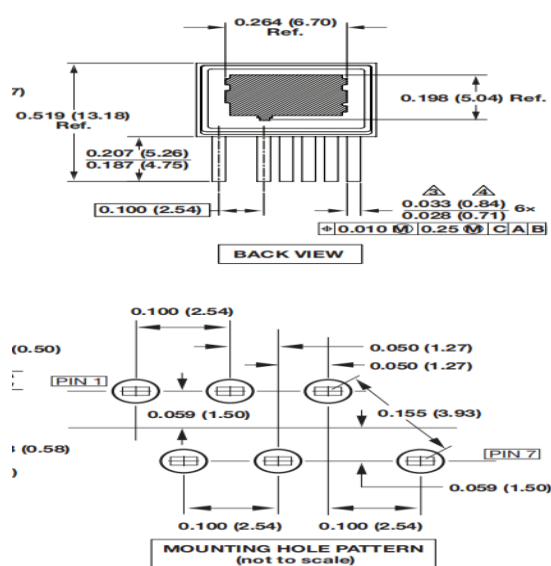 0.264 (6.70)
Ref.
7)
0.519 (13.18)
Ref.
0.198 (5.04) Ref.
0.207 (5.26)
0.187 (4.75)
3 4
0.100 (2.54)
0.033 (0.84)
0.028 (0.71) 6×
0.010 M 0.25 M C A B
BACK VIEW
0.100 (2.54)
(0.50)
0.050 (1.27)
0.050 (1.27)
PIN 1
0.059 (1.50)
0.155 (3.93)
(0.58)
PIN 7
)
0.059 (1.50)
0.100 (2.54)
0.100 (2.54)
MOUNTING HOLE PATTERN
(not to scale)